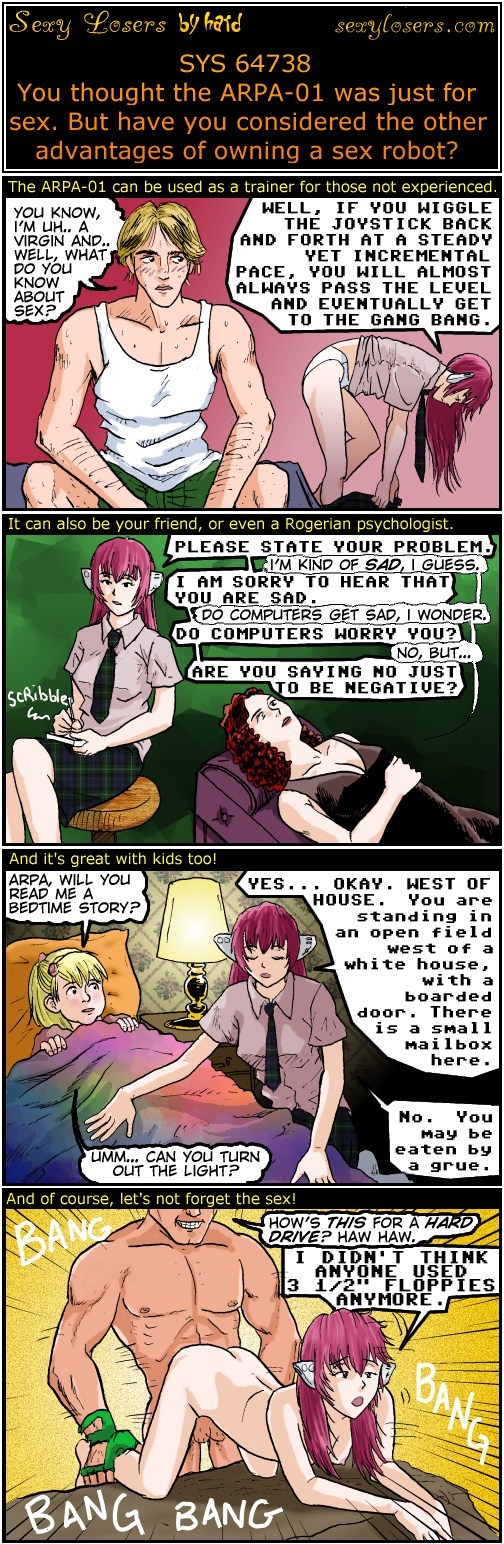 Sexy Losers by hard
sexylosers.com
SYS 64738
You thought the ARPA-01 was just for
sex. But have you considered the other
advantages of owning a sex robot?
The ARPA-01 can be used as a trainer for those not experienced.
YOU KNOW,
I'M UH.. A
VIRGIN AND..
WELL, WHAT
DO YOU
KNOW
ABOUT
SEX?
WELL, IF YOU WIGGLE
THE JOYSTICK BACK
AND FORTH AT A STEADY
YET INCREMENTAL
PACE, YOU WILL ALMOST
ALWAYS PASS THE LEVEL
AND EVENTUALLY GET
TO THE GANG BANG.
It can also be your friend, or even a Rogerian psychologist.
PLEASE STATE YOUR PROBLEM.
I'M KIND OF SAD, I GUESS.
I AM SORRY TO HEAR THAT
YOU ARE SAD.
DO COMPUTERS GET SAD, I WONDER.
DO COMPUTERS WORRY YOU?
NO, BUT...
ARE YOU SAYING NO JUST
TO BE NEGATIVE?
SCRibble
And it's great with kids too!
ARPA, WILL YOU
READ ME A
BEDTIME STORY?
YES... OKAY. WEST OF
HOUSE. You are
standing in
an open field
west of a
white house,
with a
boarded
door. There
is a small
mailbox
here.
UMM... CAN YOU TURN
OUT THE LIGHT?
No. You
may be
eaten by
a grue.
And of course, let's not forget the sex!
BANG
HOW'S THIS FOR A HARD
DRIVE? HAW HAW.
I DIDN'T THINK
ANYONE USED
3 1/2" FLOPPIES
ANYMORE.
BANG
BANG BANG